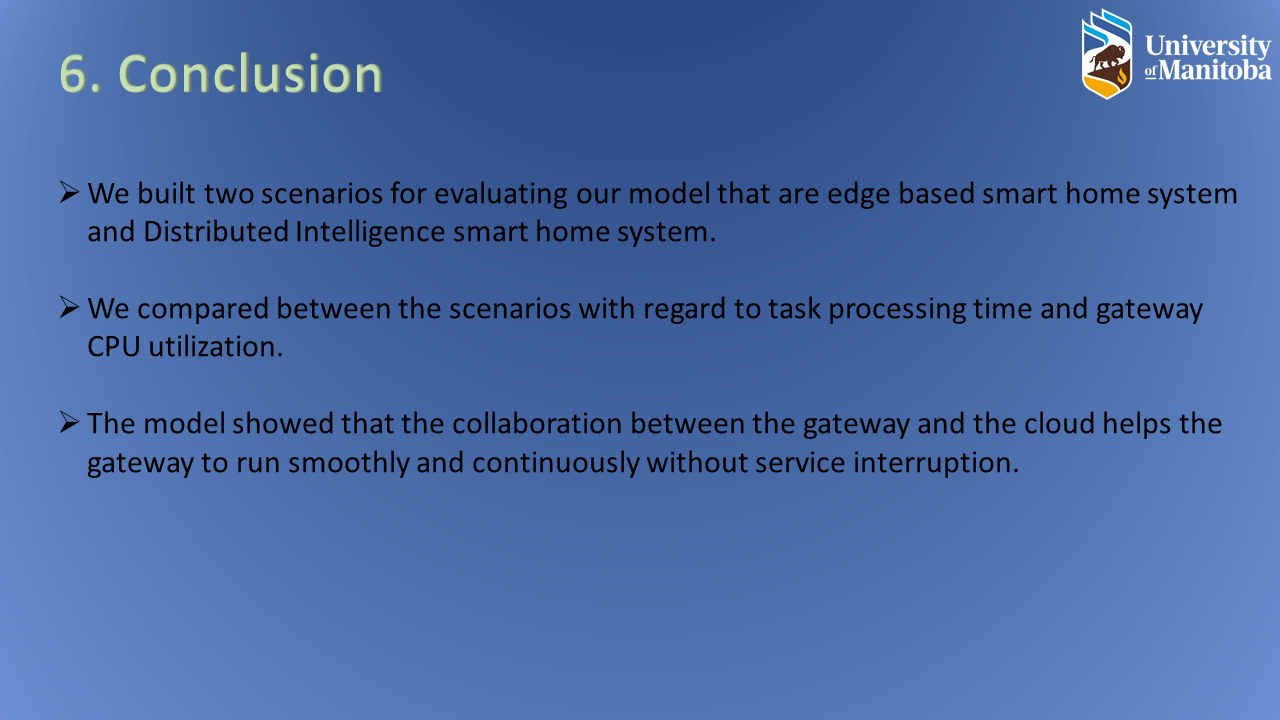 6. Conclusion
University
of Manitoba
➢ We built two scenarios for evaluating our model that are edge based smart home system
and Distributed Intelligence smart home system.
➢ We compared between the scenarios with regard to task processing time and gateway
CPU utilization.
➢ The model showed that the collaboration between the gateway and the cloud helps the
gateway to run smoothly and continuously without service interruption.